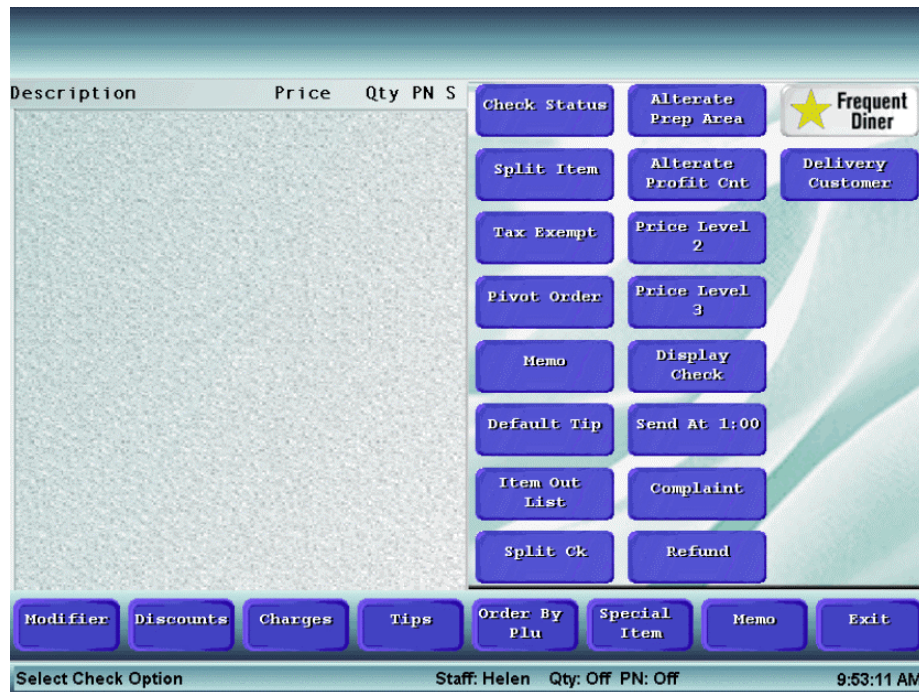 Description Price Qty PN S
Check Status
Alterate
Prep Area
Frequent
Diner
Split Item
Alterate
Profit Cnt
Delivery
Customer
Tax Exempt
Price Level
2
Pivot Order
Price Level
3
Memo
Display
Check
Default Tip
Send At 1:00
Item Out
List
Complaint
Split Ck
Refund
Modifier
Discounts
Charges
Tips
Order By
Plu
Special
Item
Memo
Exit
Select Check Option
Staff: Helen Qty: Off PN: Off
9:53:11 AM